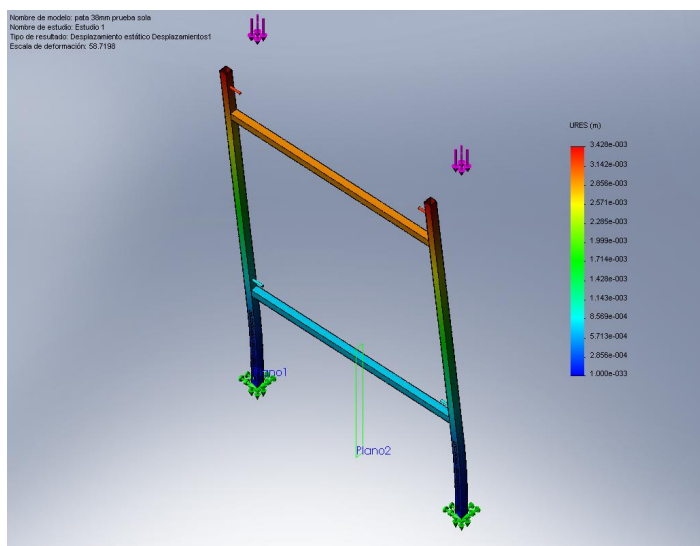 Nombre de modelo: pata 38mm prueba sola
Nombre de estudio: Estudio 1
Tipo de resultado: Desplazamiento estático Desplazamientos1
Escala de deformación: 58.7198
URES (m)
3.428e-003
3.142e-003
2.856e-003
2.571e-003
2.285e-003
1.999e-003
1.714e-003
1.428e-003
1.143e-003
8.569e-004
5.713e-004
2.856e-004
1.000e-033
Plano1
Plano2